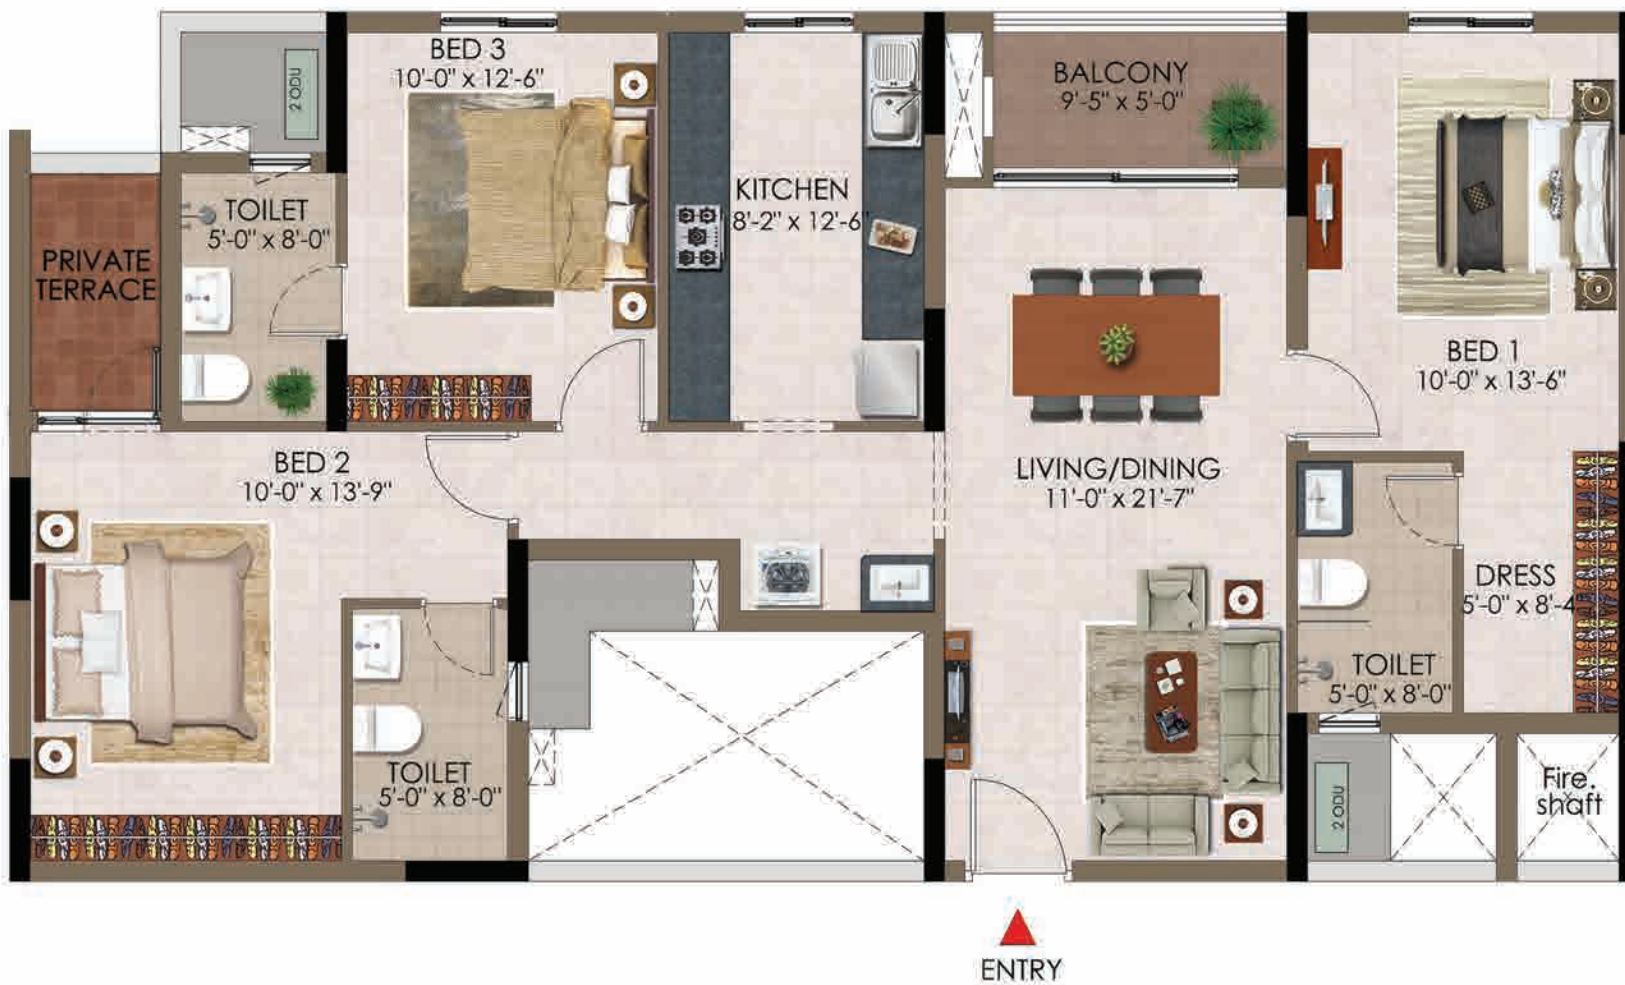 BED 3
10'-0" x 12'-6"
2 ODU
BALCONY
9'-5" x 5'-0"
KITCHEN
8'-2" x 12'-6"
TOILET
5'-0" x 8'-0"
PRIVATE
TERRACE
BED 1
10'-0" x 13'-6"
BED 2
10'-0" x 13'-9"
LIVING/DINING
11'-0" x 21'-7"
DRESS
5'-0" x 8'-4
TOILET
5'-0" x 8'-0"
TOILET
5'-0" x 8'-0"
2 ODU
Fire.
shaft
ENTRY